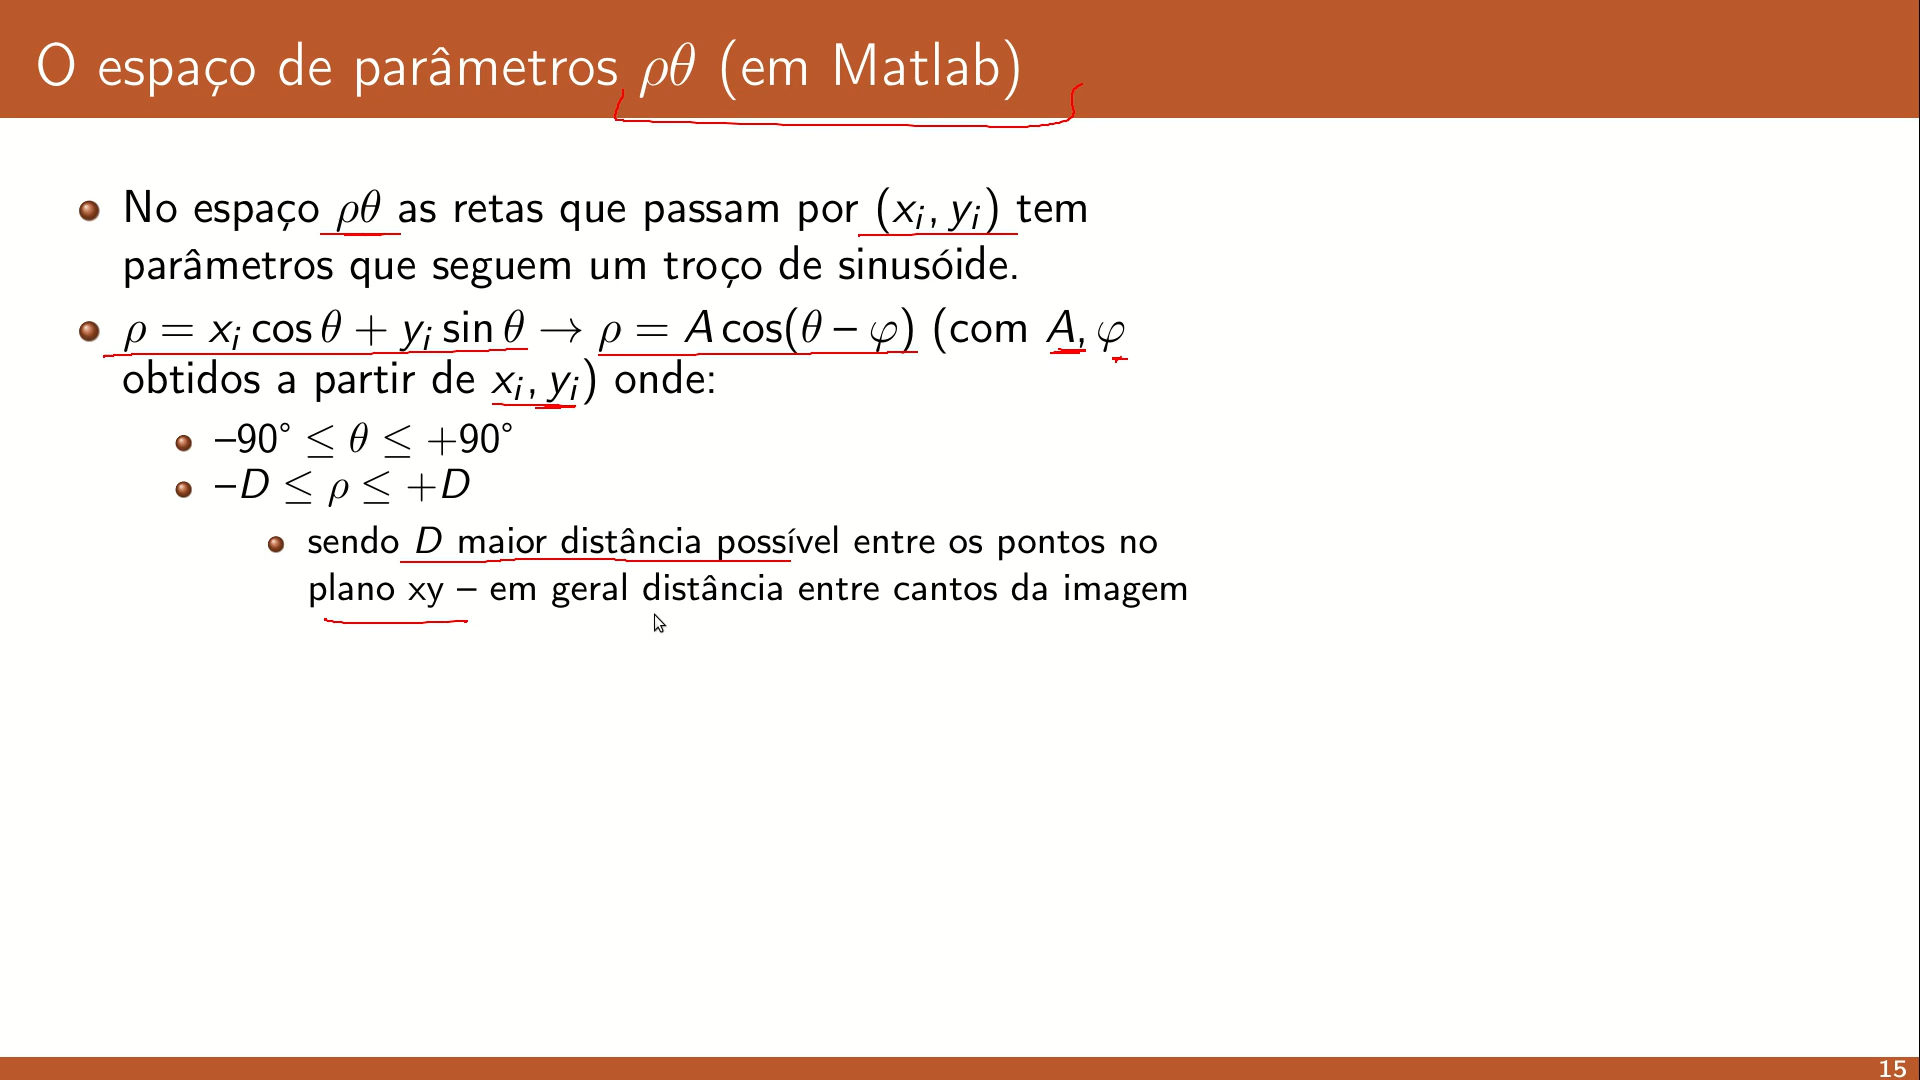 O espaço de parâmetros ρθ (em Matlab)
No espaço ρθ as retas que passam por (xᵢ, yᵢ) tem
parâmetros que seguem um troço de sinusóide.
ρ = xᵢ cos θ + yᵢ sin θ → ρ = A cos(θ – φ) (com A, φ
obtidos a partir de xᵢ, yᵢ) onde:
–90° ≤ θ ≤ +90°
–D ≤ ρ ≤ +D
sendo D maior distância possível entre os pontos no
plano xy – em geral distância entre cantos da imagem
15